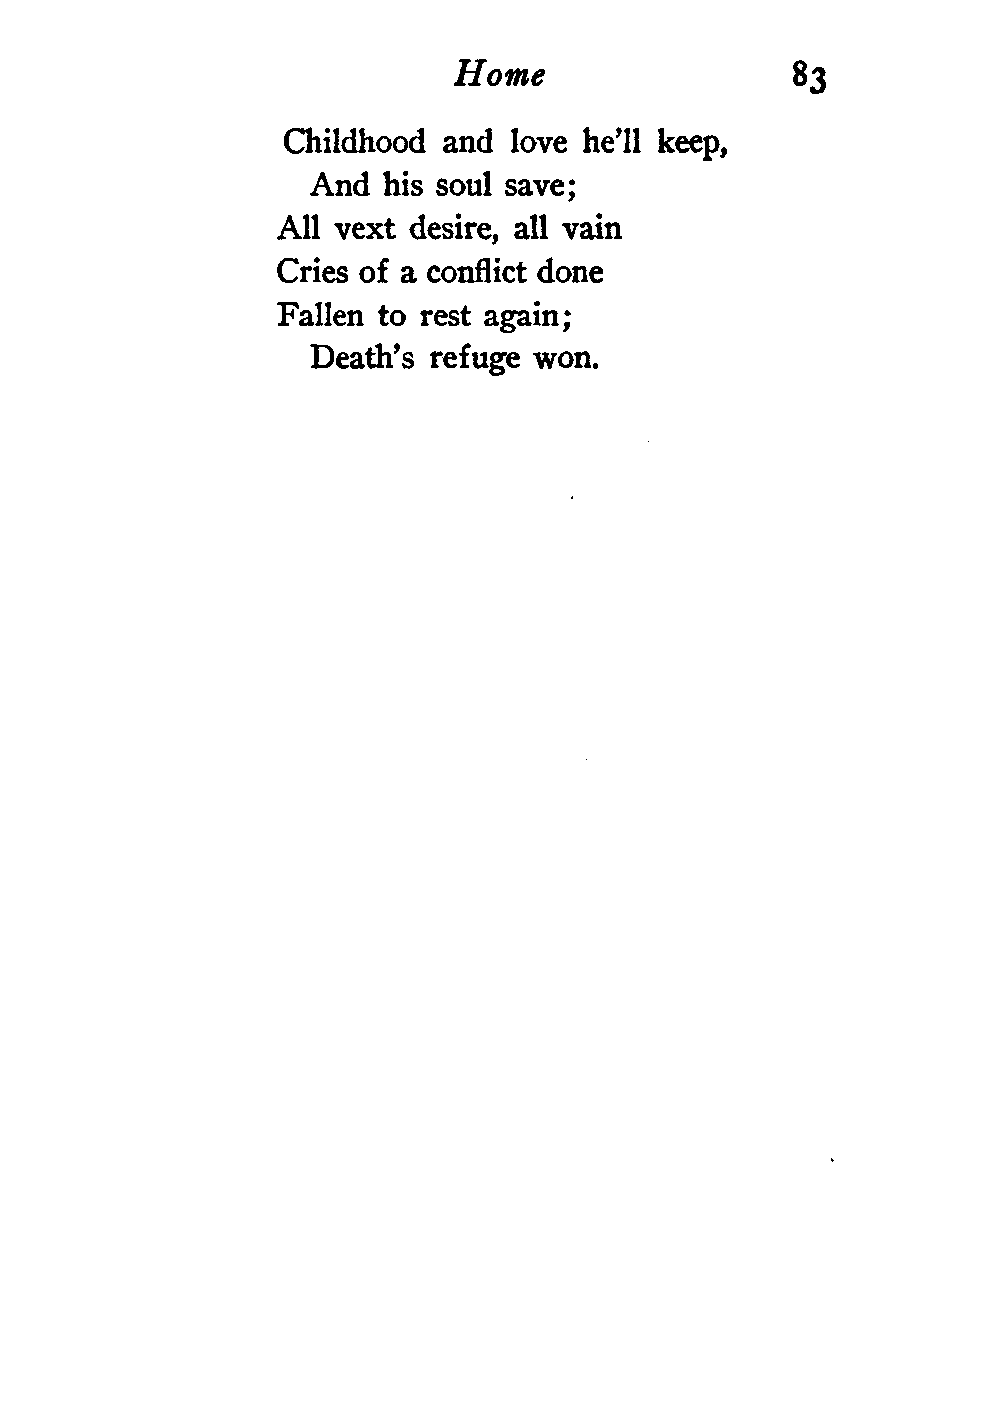 Home 83
Childhood and love he'll keep,
And his soul save;
All vext desire, all vain
Cries of a conflict done
Fallen to rest again;
Death's refuge won.